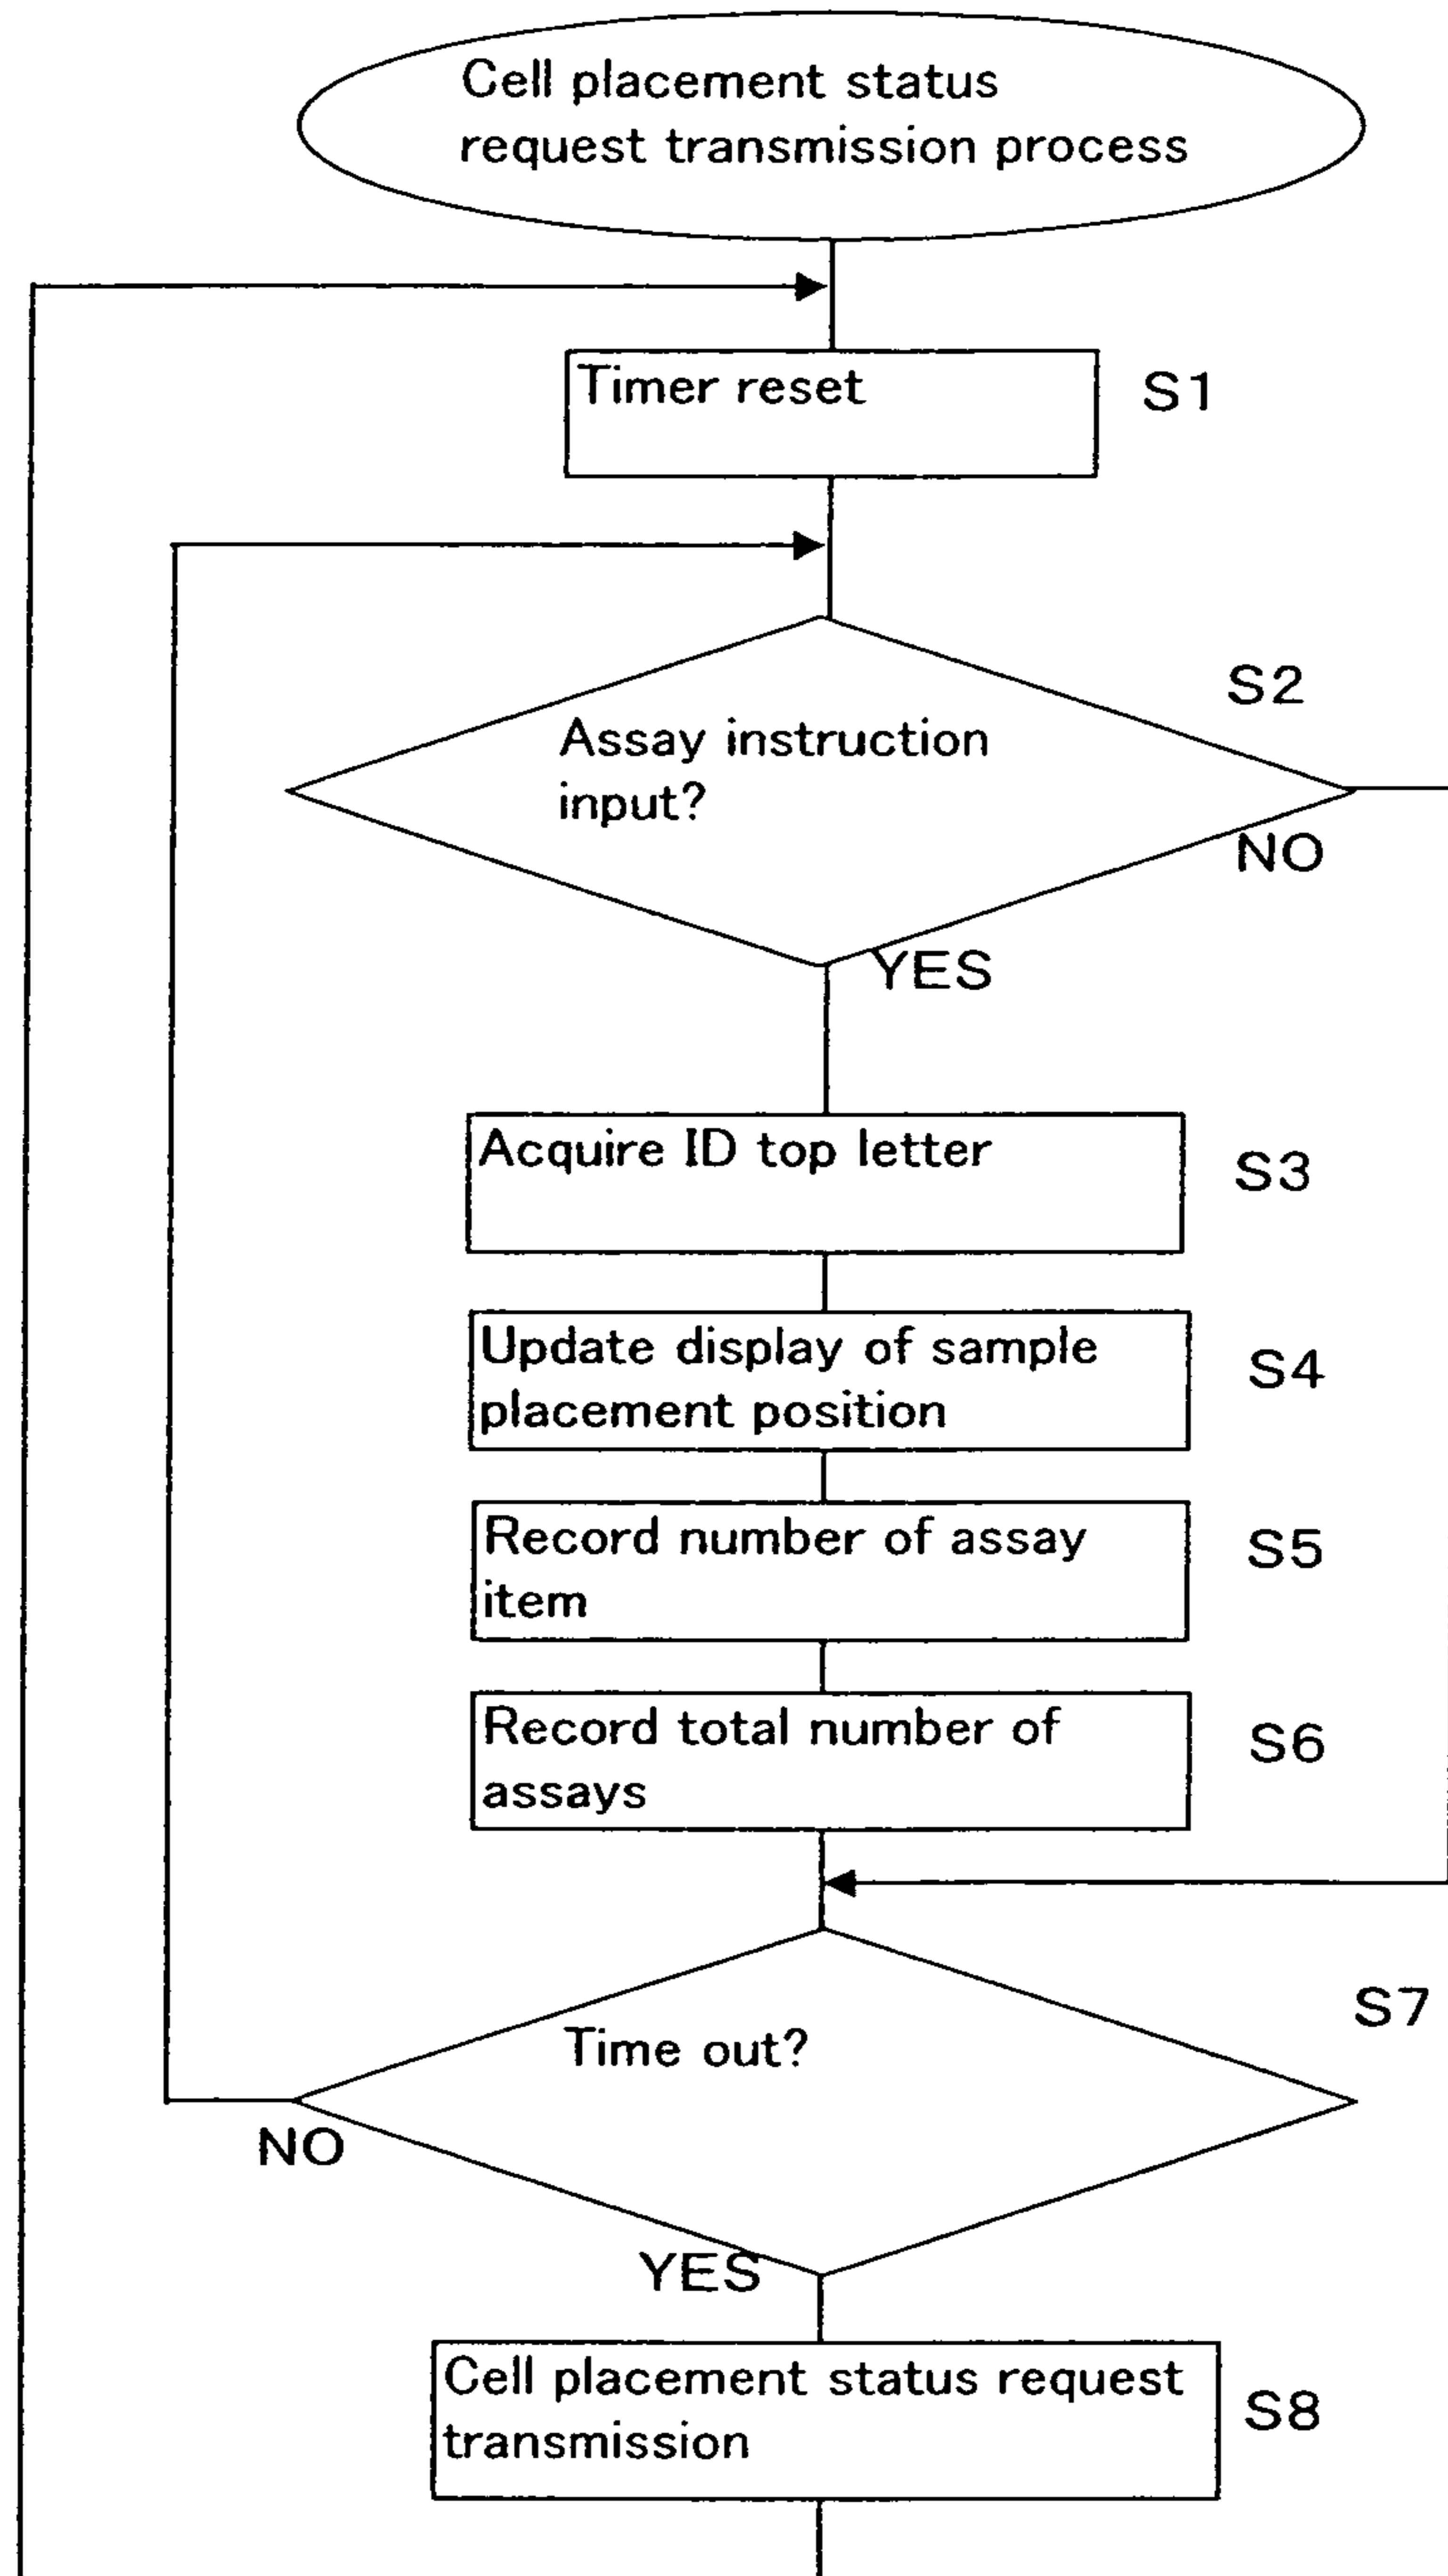 Cell placement status
request transmission process
Timer reset
S1
S2
Assay instruction
input?
NO
YES
Acquire ID top letter
S3
Update display of sample
placement position
S4
Record number of assay
item
S5
Record total number of
assays
S6
S7
Time out?
NO
YES
Cell placement status request
transmission
S8